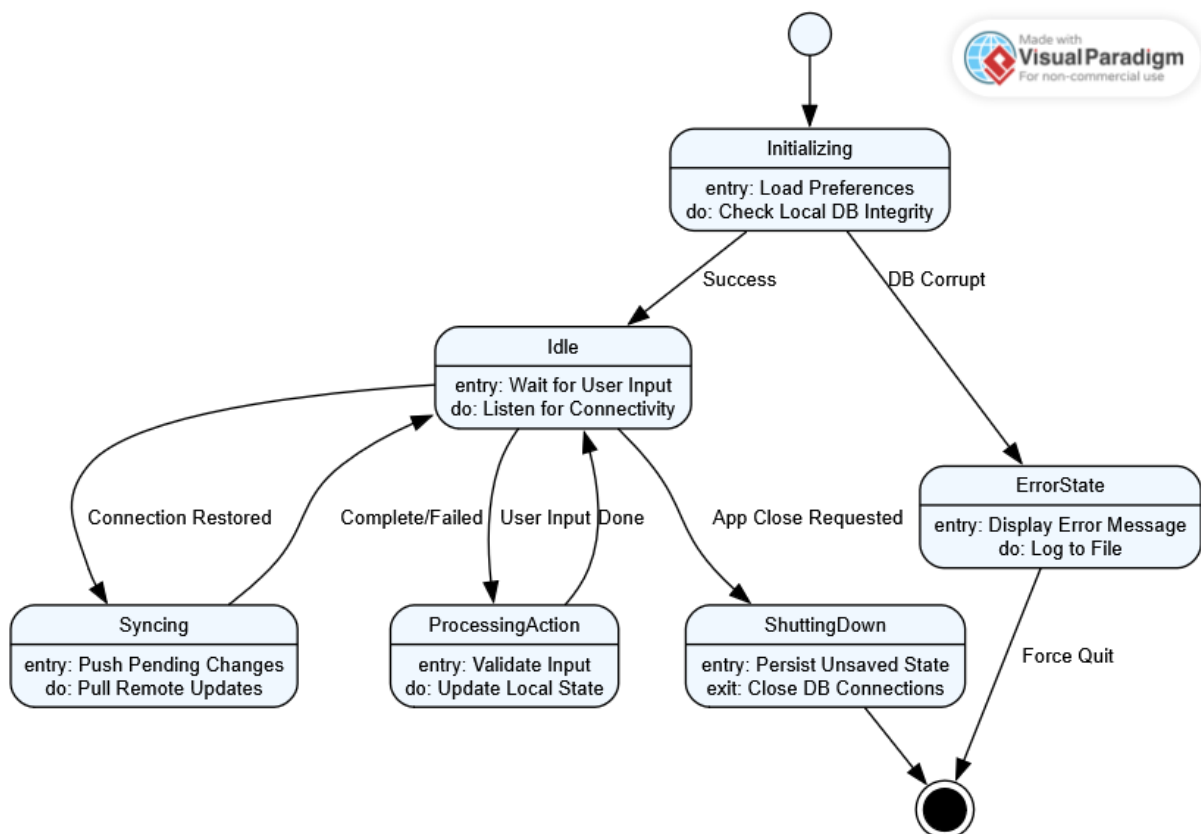 Made with
Visual Paradigm
For non-commercial use
Initializing
entry: Load Preferences
do: Check Local DB Integrity
Success
DB Corrupt
Idle
entry: Wait for User Input
do: Listen for Connectivity
Connection Restored
Complete/Failed
User Input
Done
App Close Requested
ErrorState
entry: Display Error Message
do: Log to File
Syncing
entry: Push Pending Changes
do: Pull Remote Updates
ProcessingAction
entry: Validate Input
do: Update Local State
ShuttingDown
entry: Persist Unsaved State
exit: Close DB Connections
Force Quit